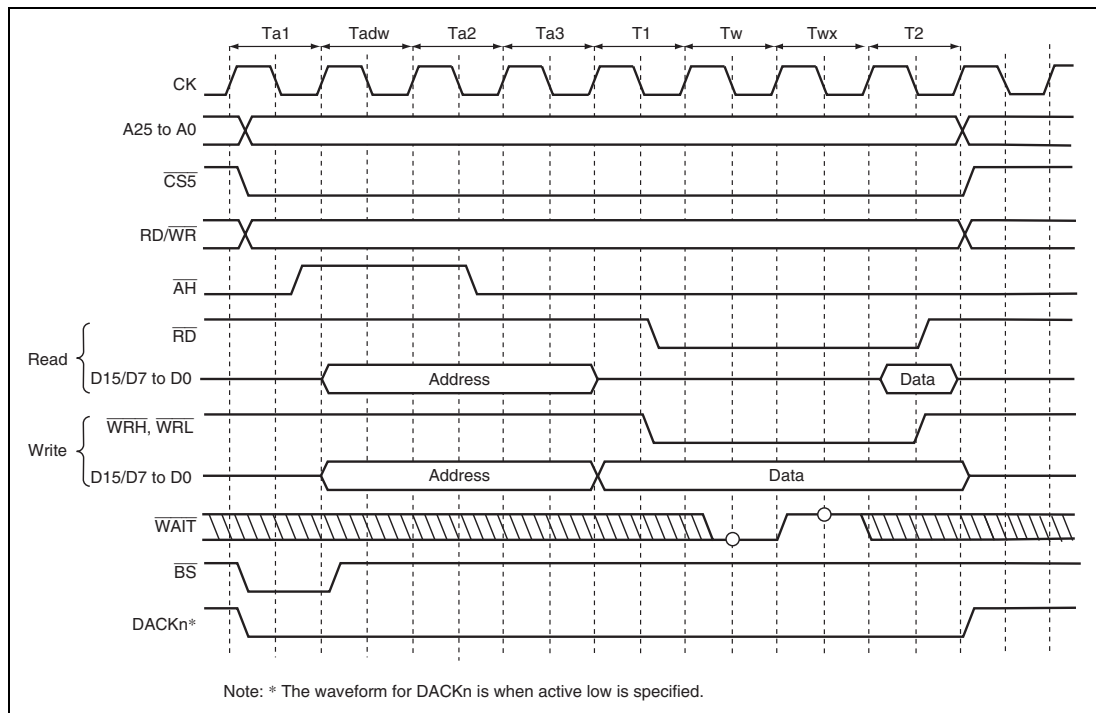 Ta1 Tadw Ta2 Ta3 T1 Tw Twx T2
CK
A25 to A0
CS5
RD/WR
AH
RD
Read
D15/D7 to D0 Address Data
WRH, WRL
Write
D15/D7 to D0 Address Data
WAIT
BS
DACKn*
Note: * The waveform for DACKn is when active low is specified.